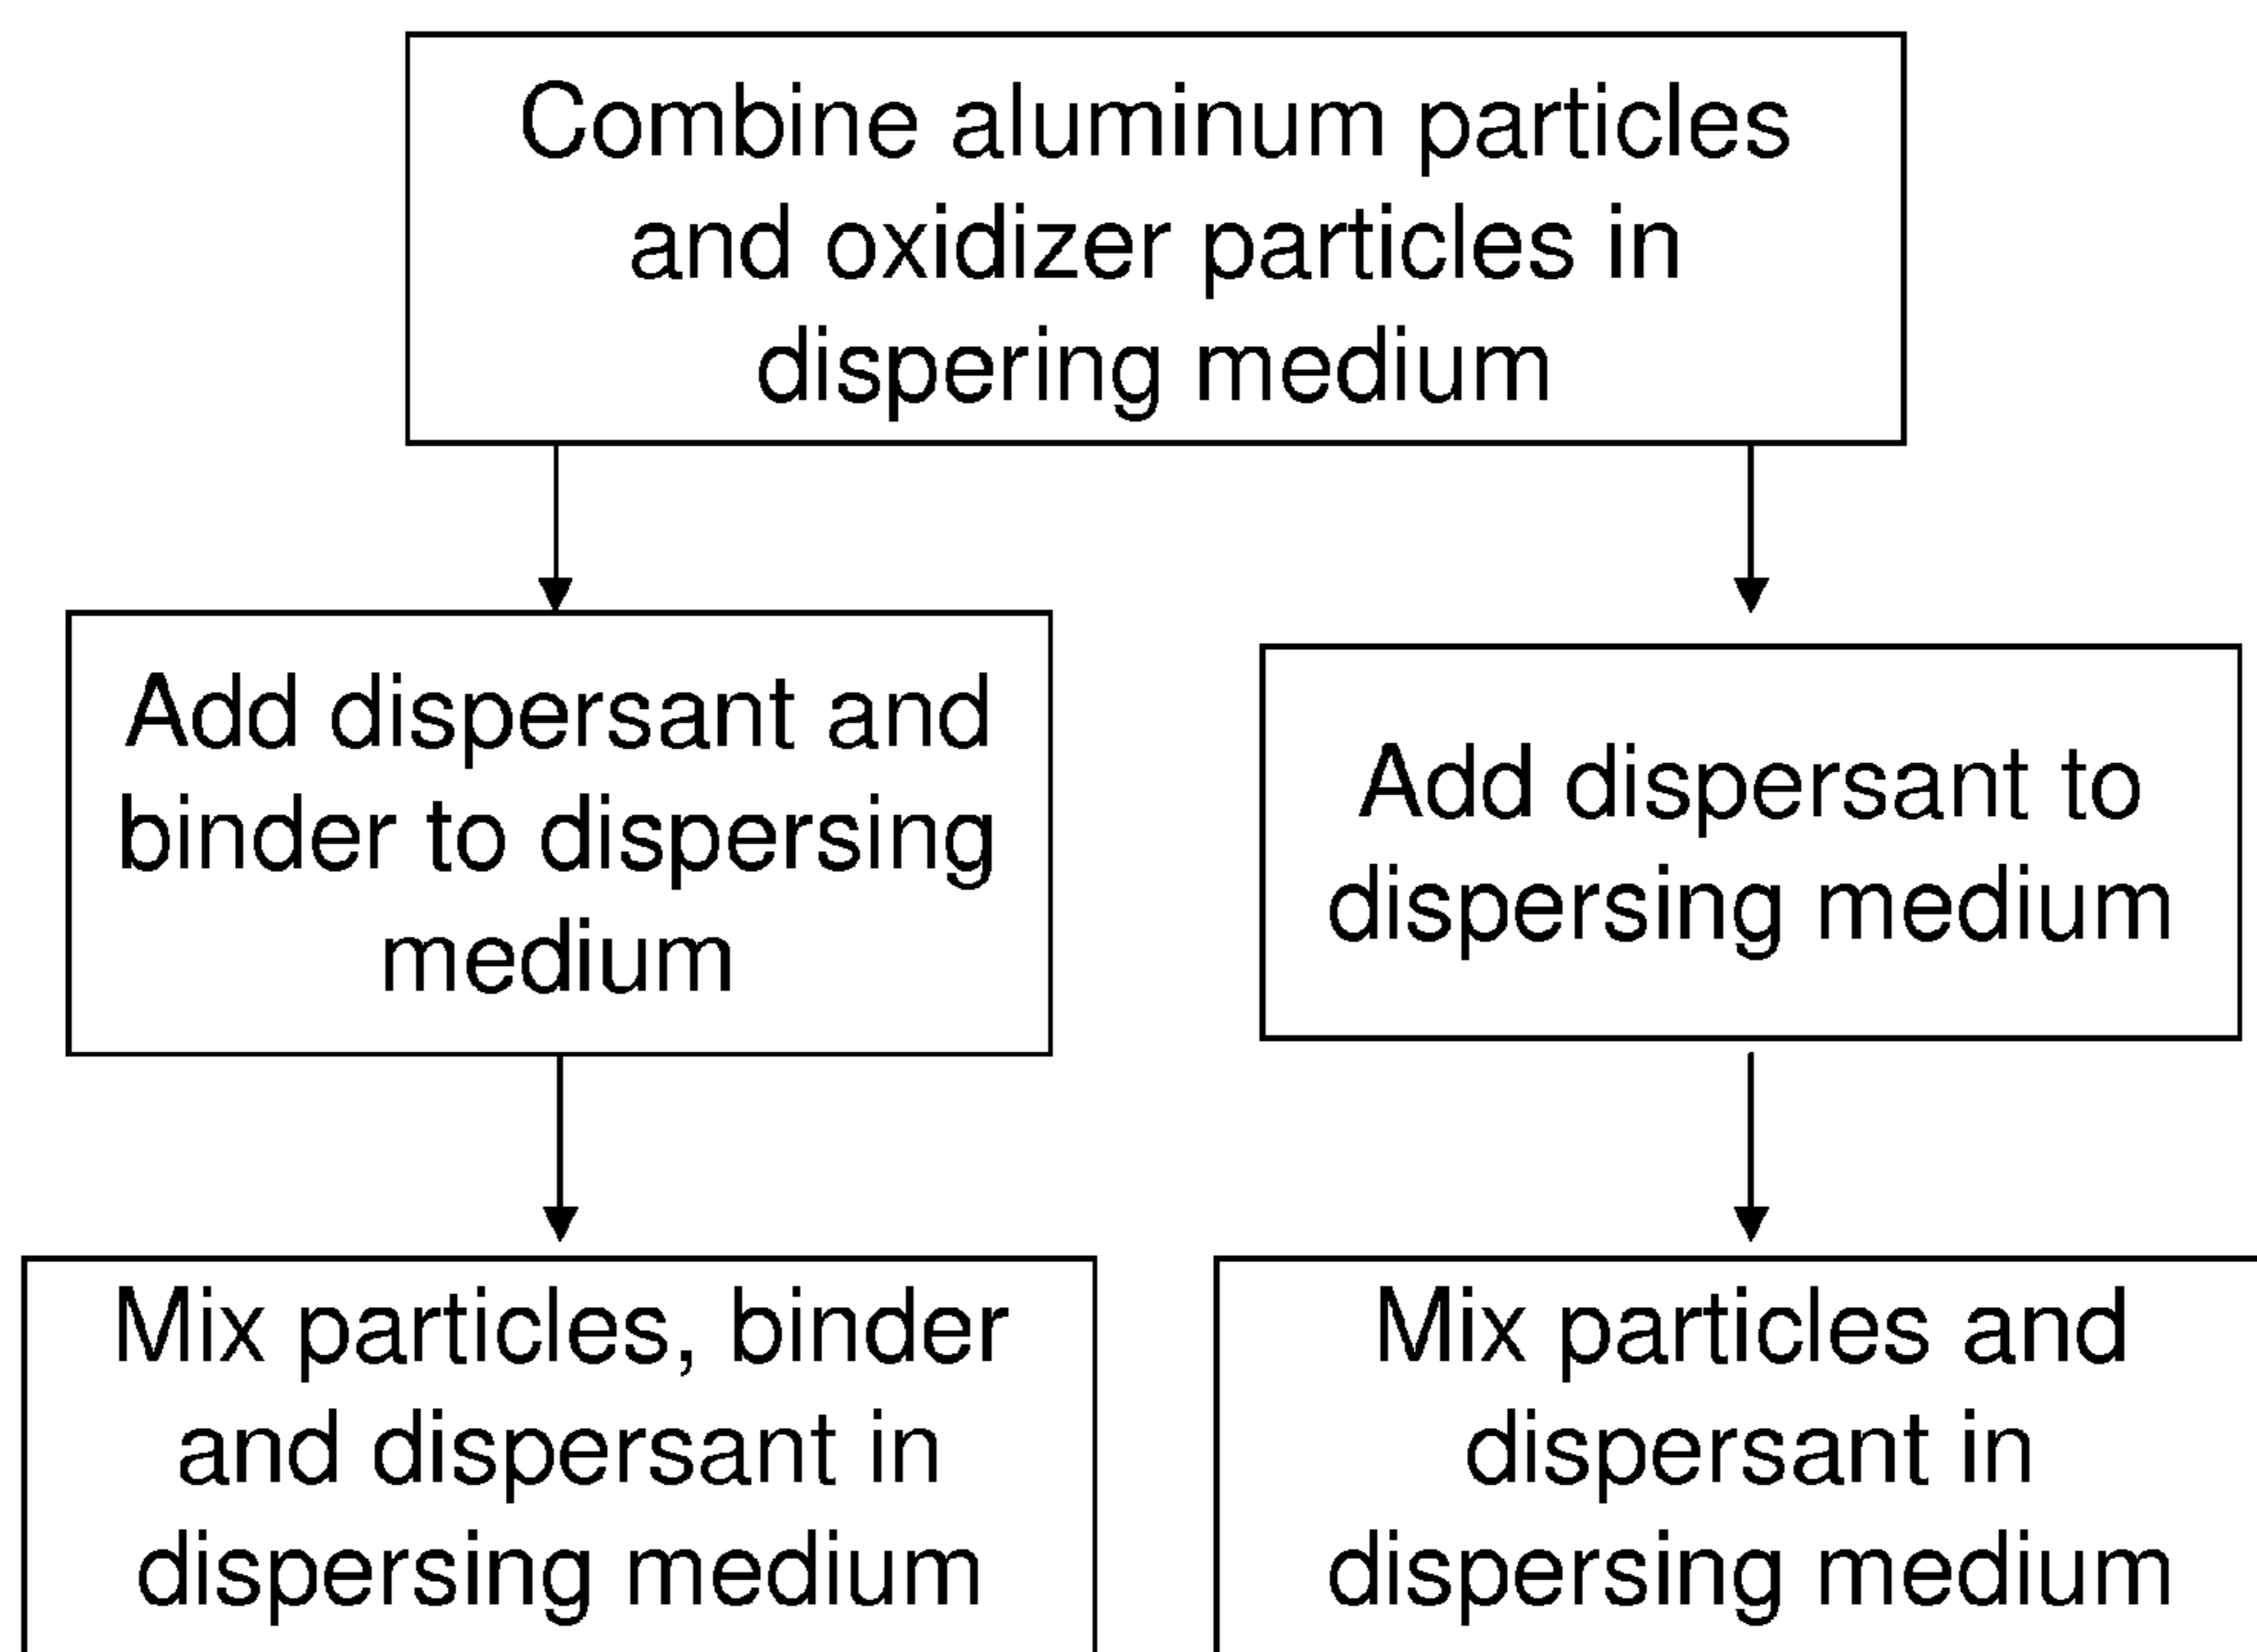 Combine aluminum particles
and oxidizer particles in
dispering medium
Add dispersant and
binder to dispersing
medium
Add dispersant to
dispersing medium
Mix particles, binder
and dispersant in
dispersing medium
Mix particles and
dispersant in
dispersing medium